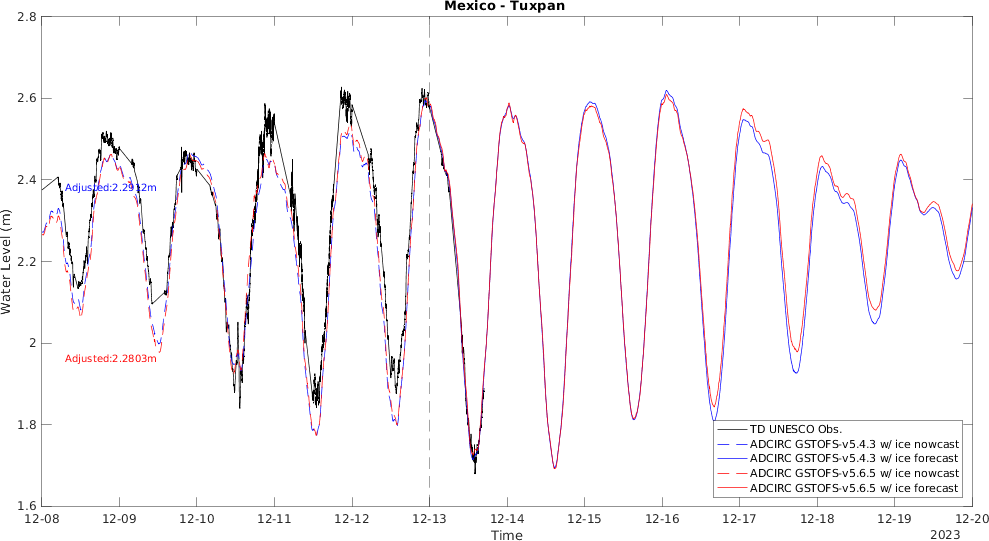 Mexico - Tuxpan
2.8
2.6
2.4
2.2
2
1.8
1.6
Water Level (m)
Adjusted:2.2912m
Adjusted:2.2803m
TD UNESCO Obs.
ADCIRC GSTOFS-v5.4.3 w/ ice nowcast
ADCIRC GSTOFS-v5.4.3 w/ ice forecast
ADCIRC GSTOFS-v5.6.5 w/ ice nowcast
ADCIRC GSTOFS-v5.6.5 w/ ice forecast
12-08 12-09 12-10 12-11 12-12 12-13 12-14 12-15 12-16 12-17 12-18 12-19 12-20
Time
2023